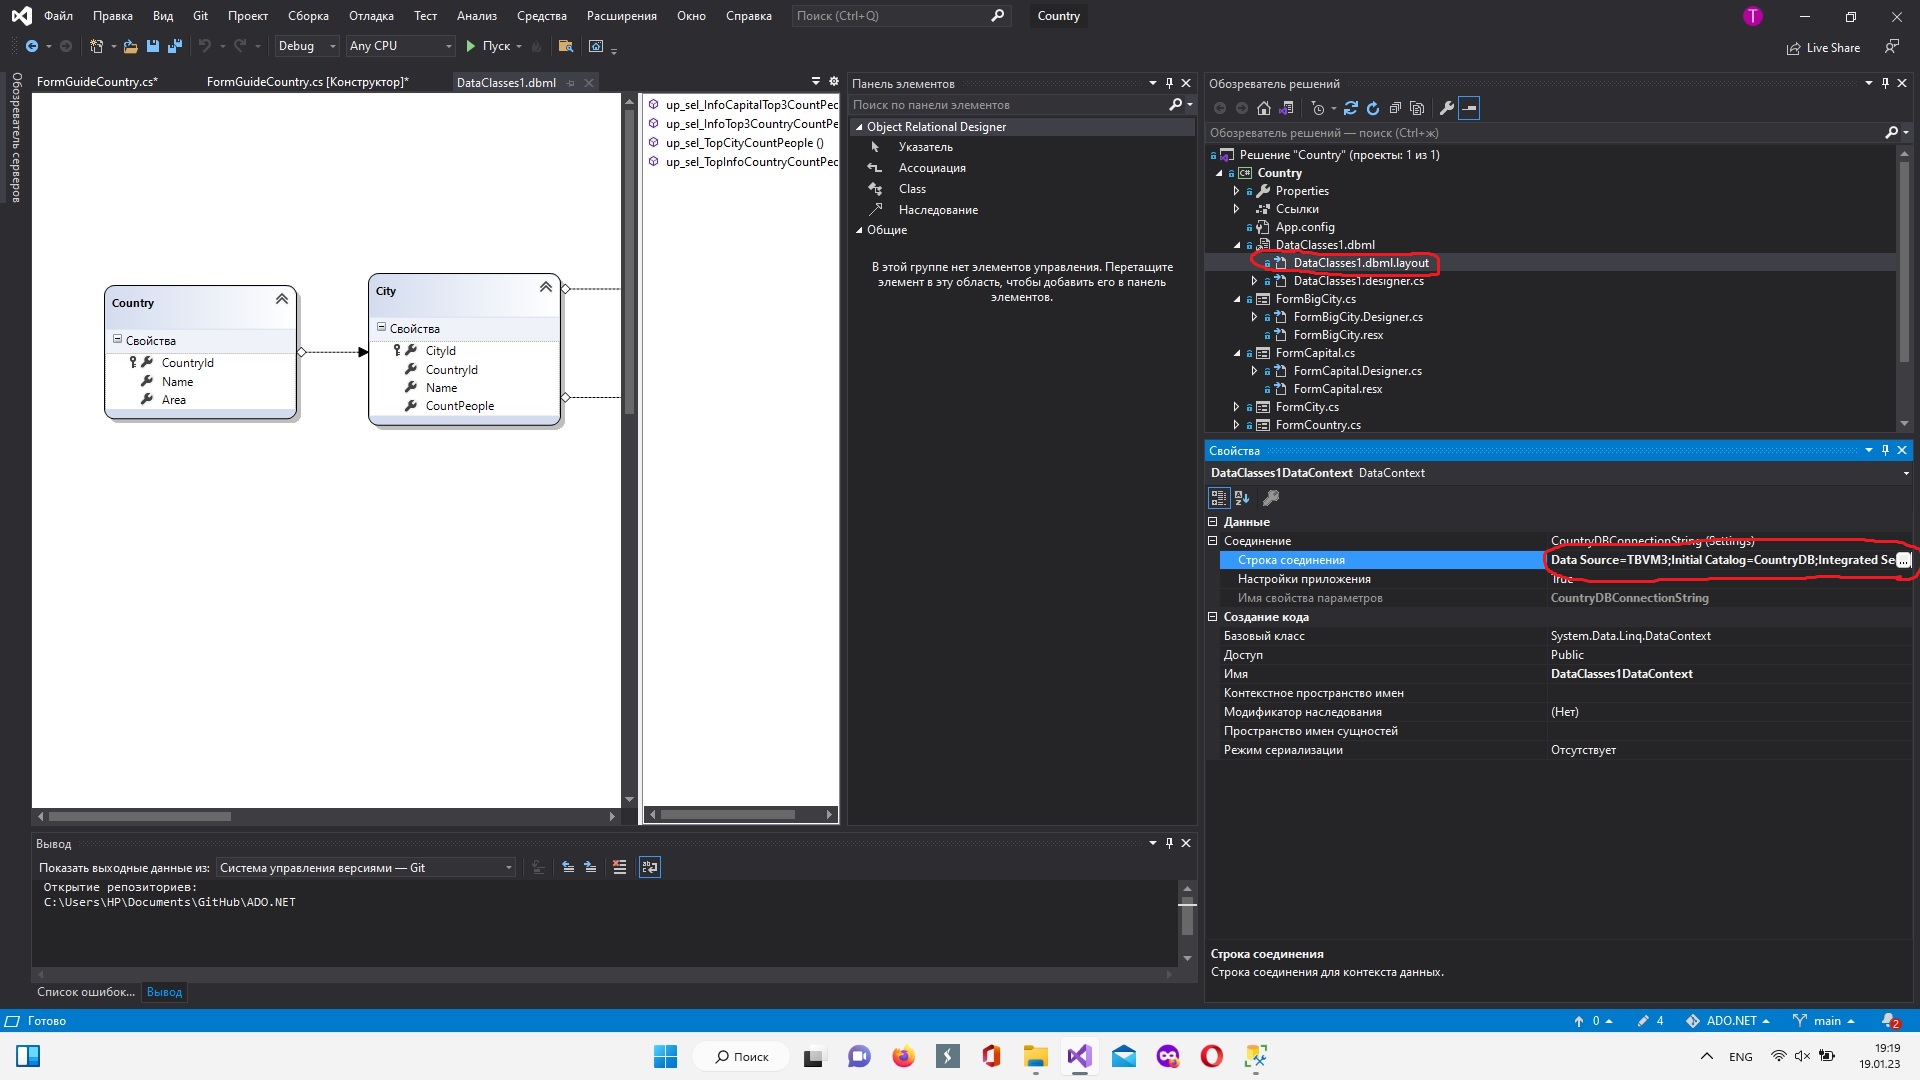 Файл Правка Вид Git Проект Сборка Отладка Тест Анализ Средства Расширения Окно Справка Поиск (Ctrl+Q) Country T
Debug Any CPU Пуск Live Share
Обозреватель серверов
FormGuideCountry.cs* FormGuideCountry.cs [Конструктор]* DataClasses1.dbml
Country
Свойства
CountryId
Name
Area
City
Свойства
CityId
CountryId
Name
CountPeople
up_sel_InfoCapitalTop3CountPeo
up_sel_InfoTop3CountryCountPe
up_sel_TopCityCountPeople ()
up_sel_TopInfoCountryCountPeo
Панель элементов
Поиск по панели элементов
Object Relational Designer
Указатель
Ассоциация
Class
Наследование
Общие
В этой группе нет элементов управления. Перетащите
элемент в эту область, чтобы добавить его в панель
элементов.
Обозреватель решений
Обозреватель решений — поиск (Ctrl+ж)
Решение "Country" (проекты: 1 из 1)
Country
Properties
Ссылки
App.config
DataClasses1.dbml
DataClasses1.dbml.layout
DataClasses1.designer.cs
FormBigCity.cs
FormBigCity.Designer.cs
FormBigCity.resx
FormCapital.cs
FormCapital.Designer.cs
FormCapital.resx
FormCity.cs
FormCountry.cs
Свойства
DataClasses1DataContext DataContext
Данные
Соединение CountryDBConnectionString (Settings)
Строка соединения Data Source=TBVM3;Initial Catalog=CountryDB;Integrated Se ...
Настройки приложения True
Имя свойства параметров CountryDBConnectionString
Создание кода
Базовый класс System.Data.Linq.DataContext
Доступ Public
Имя DataClasses1DataContext
Контекстное пространство имен
Модификатор наследования (Нет)
Пространство имен сущностей
Режим сериализации Отсутствует
Строка соединения
Строка соединения для контекста данных.
Вывод
Показать выходные данные из: Система управления версиями — Git
Открытие репозиториев:
C:\Users\HP\Documents\GitHub\ADO.NET
Список ошибок... Вывод
Готово 0 4 ADO.NET main 2
Поиск ENG 19:19
19.01.23